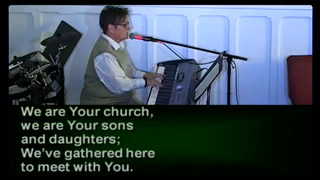 We are Your church,
we are Your sons
and daughters;
We've gathered here
to meet with You.